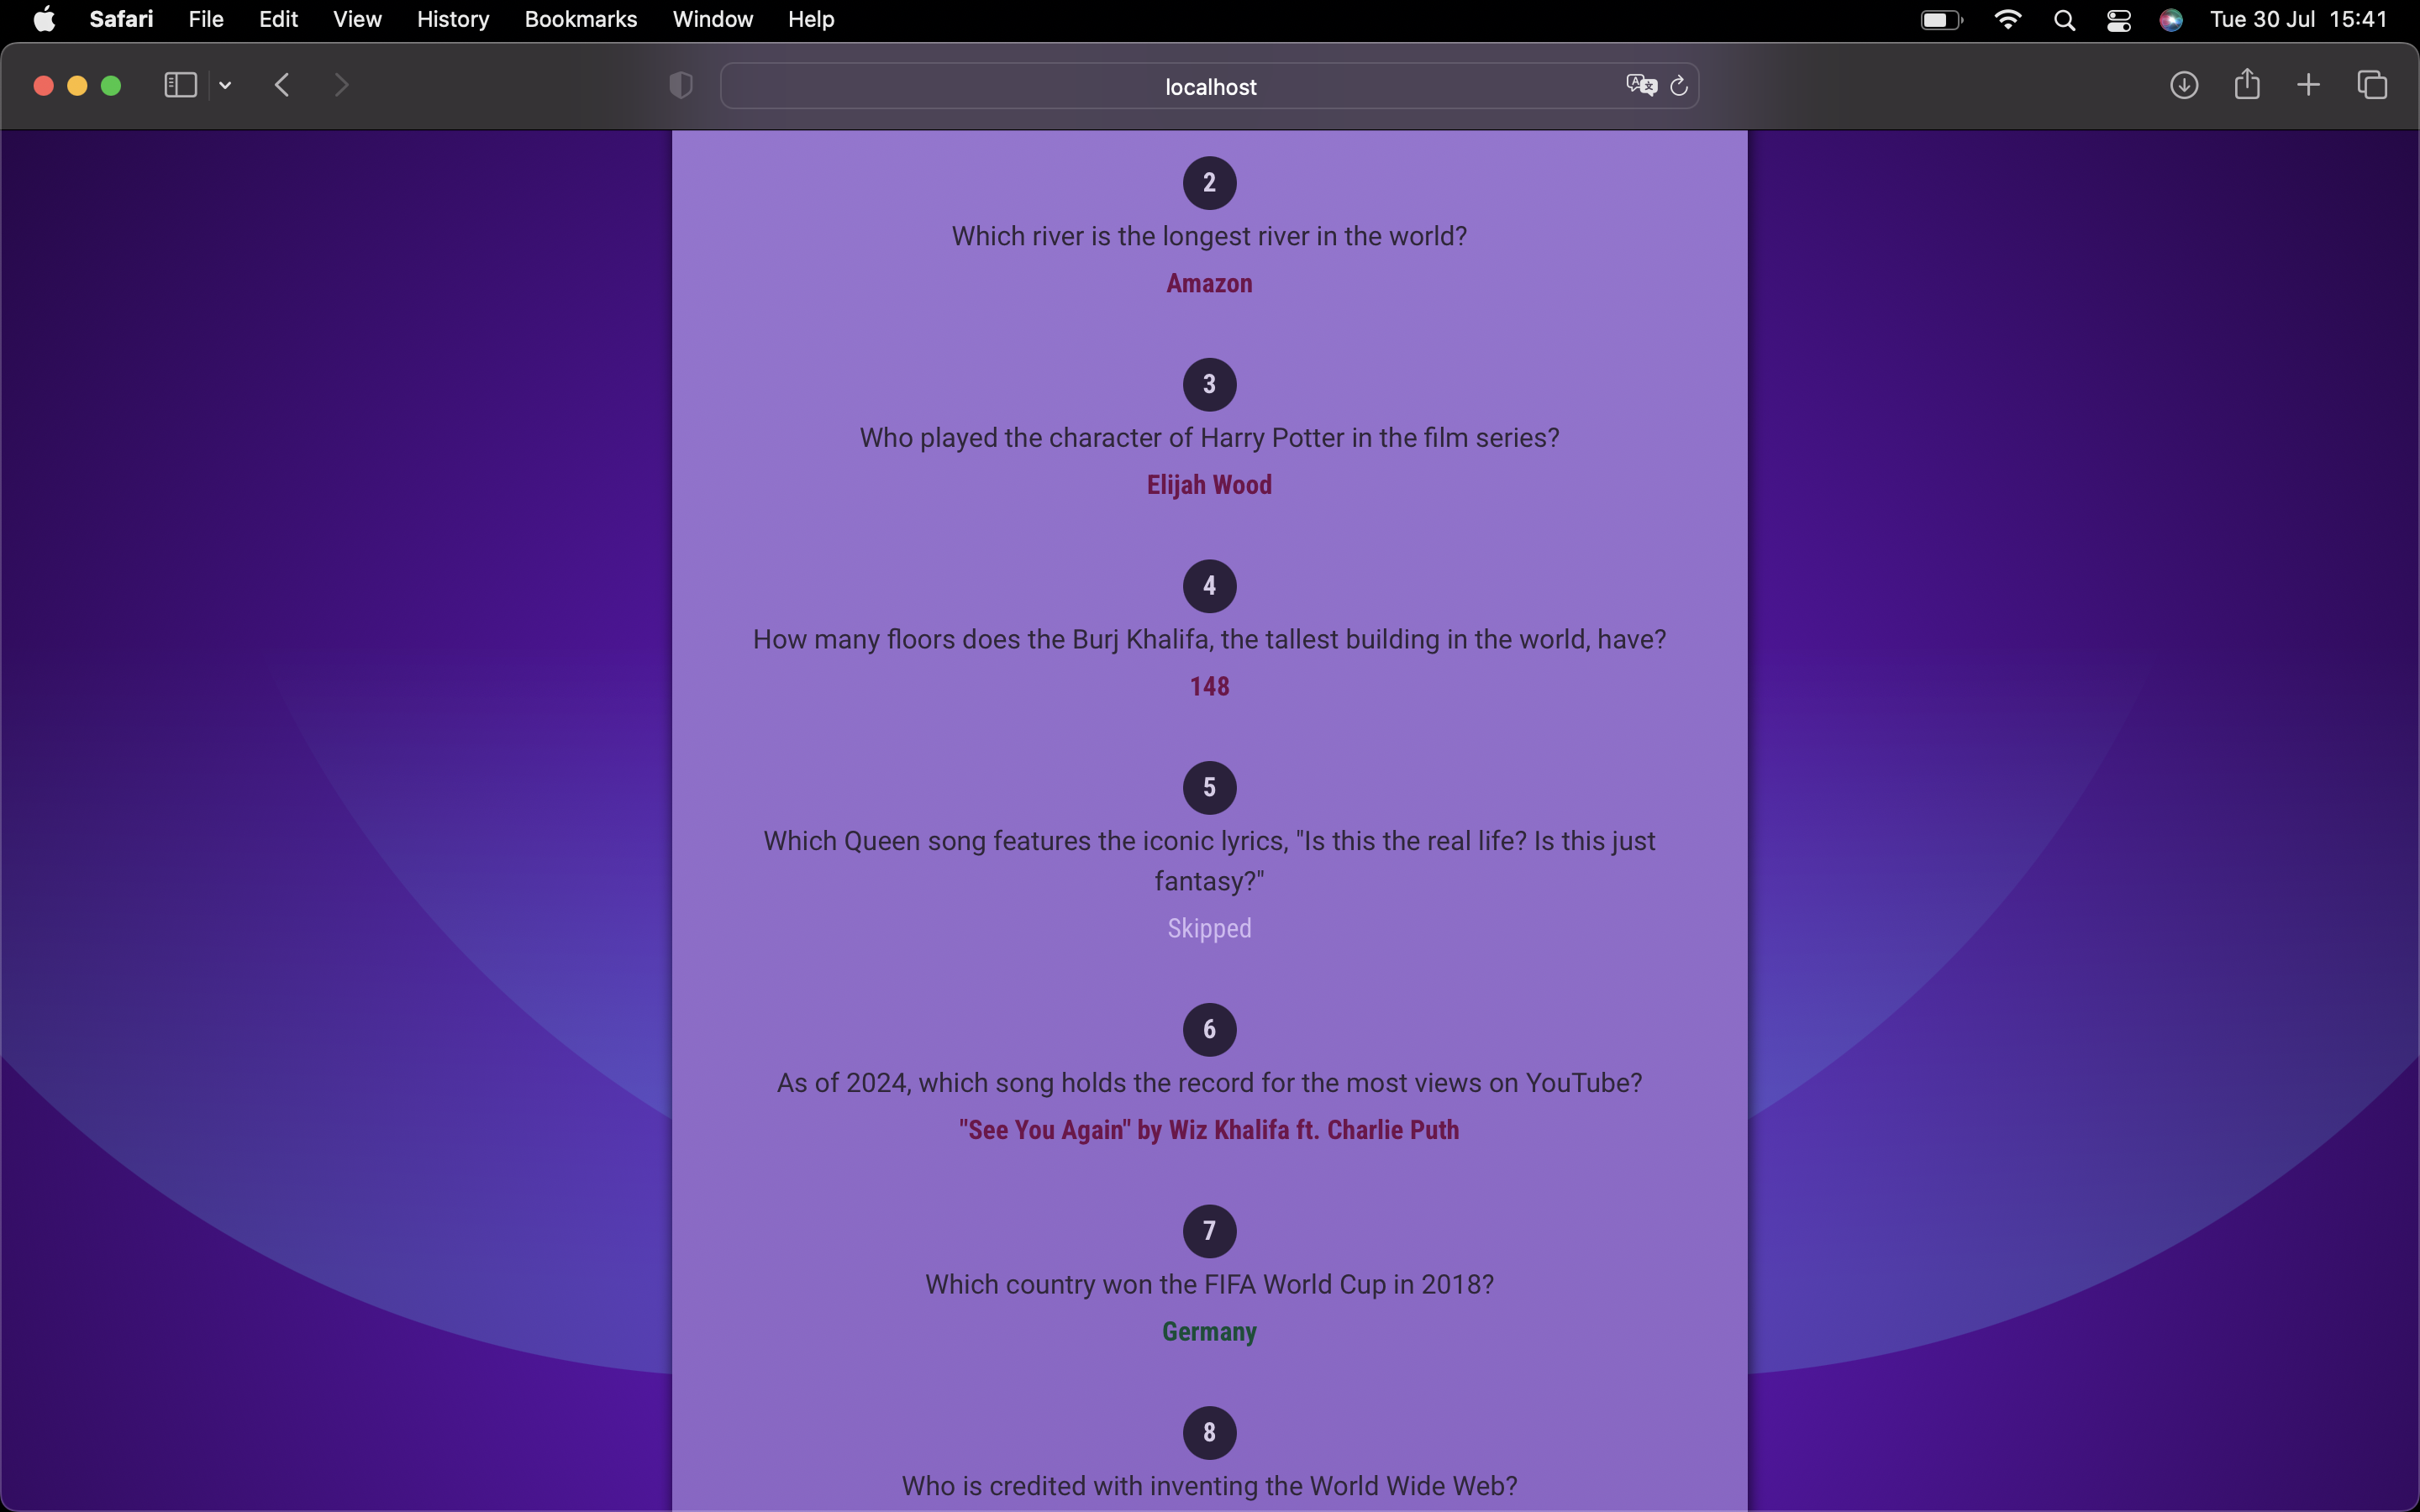 Safari File Edit View History Bookmarks Window Help Tue 30 Jul 15:41
localhost
2
Which river is the longest river in the world?
Amazon
3
Who played the character of Harry Potter in the film series?
Elijah Wood
4
How many floors does the Burj Khalifa, the tallest building in the world, have?
148
5
Which Queen song features the iconic lyrics, "Is this the real life? Is this just
fantasy?"
Skipped
6
As of 2024, which song holds the record for the most views on YouTube?
"See You Again" by Wiz Khalifa ft. Charlie Puth
7
Which country won the FIFA World Cup in 2018?
Germany
8
Who is credited with inventing the World Wide Web?